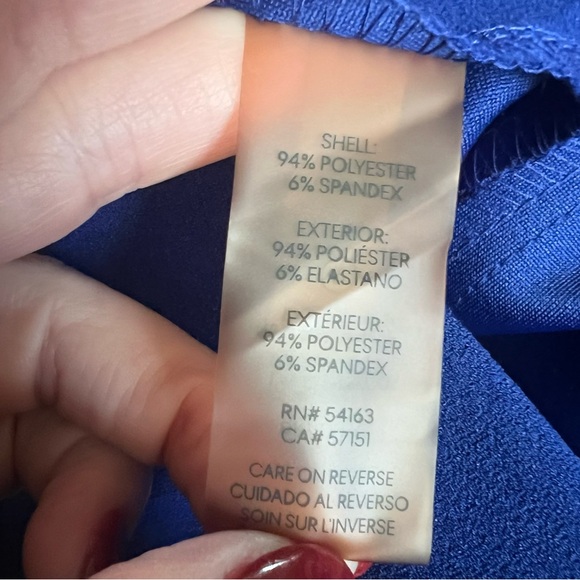 SHELL:
94% POLYESTER
6% SPANDEX
EXTERIOR:
94% POLIÉSTER
6% ELASTANO
EXTÉRIEUR:
94% POLYESTER
6% SPANDEX
RN# 54163
CA# 57151
CARE ON REVERSE
CUIDADO AL REVERSO
SOIN SUR L'INVERSE